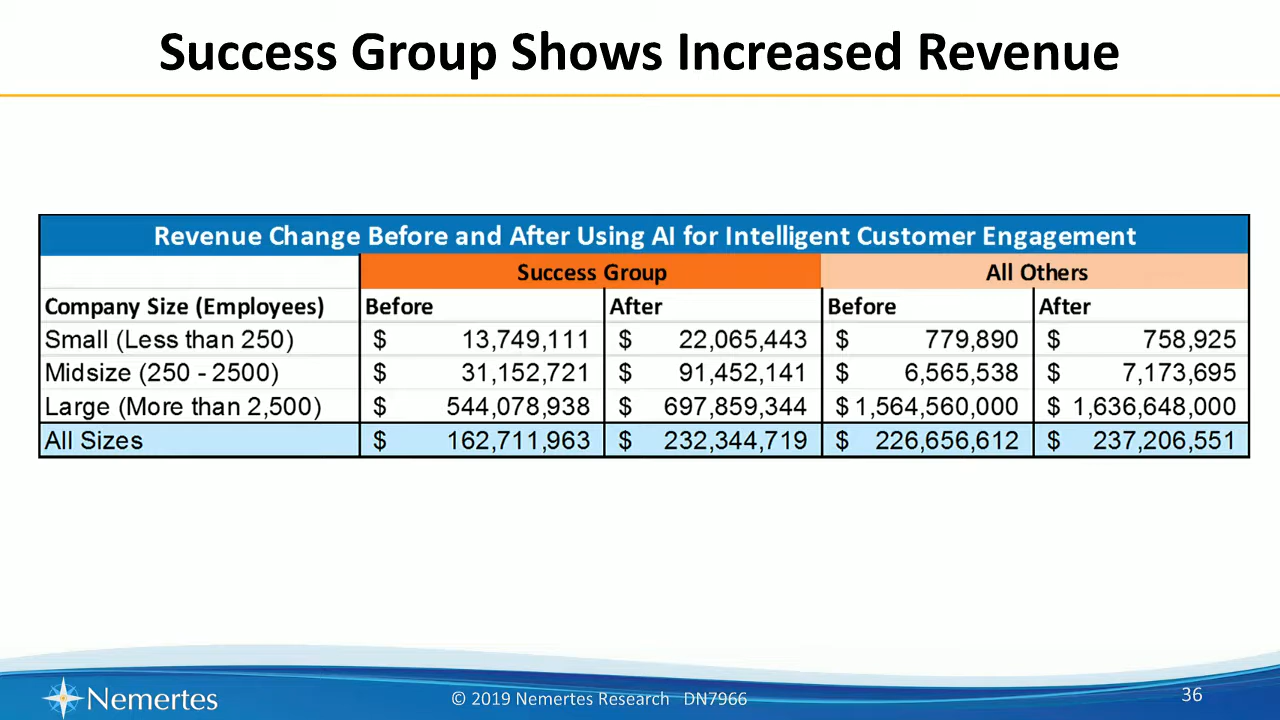 Success Group Shows Increased Revenue
Revenue Change Before and After Using AI for Intelligent Customer Engagement
Success Group All Others
Company Size (Employees) Before After Before After
Small (Less than 250) $ 13,749,111 $ 22,065,443 $ 779,890 $ 758,925
Midsize (250 - 2500) $ 31,152,721 $ 91,452,141 $ 6,565,538 $ 7,173,695
Large (More than 2,500) $ 544,078,938 $ 697,859,344 $ 1,564,560,000 $ 1,636,648,000
All Sizes $ 162,711,963 $ 232,344,719 $ 226,656,612 $ 237,206,551
Nemertes © 2019 Nemertes Research DN7966 36